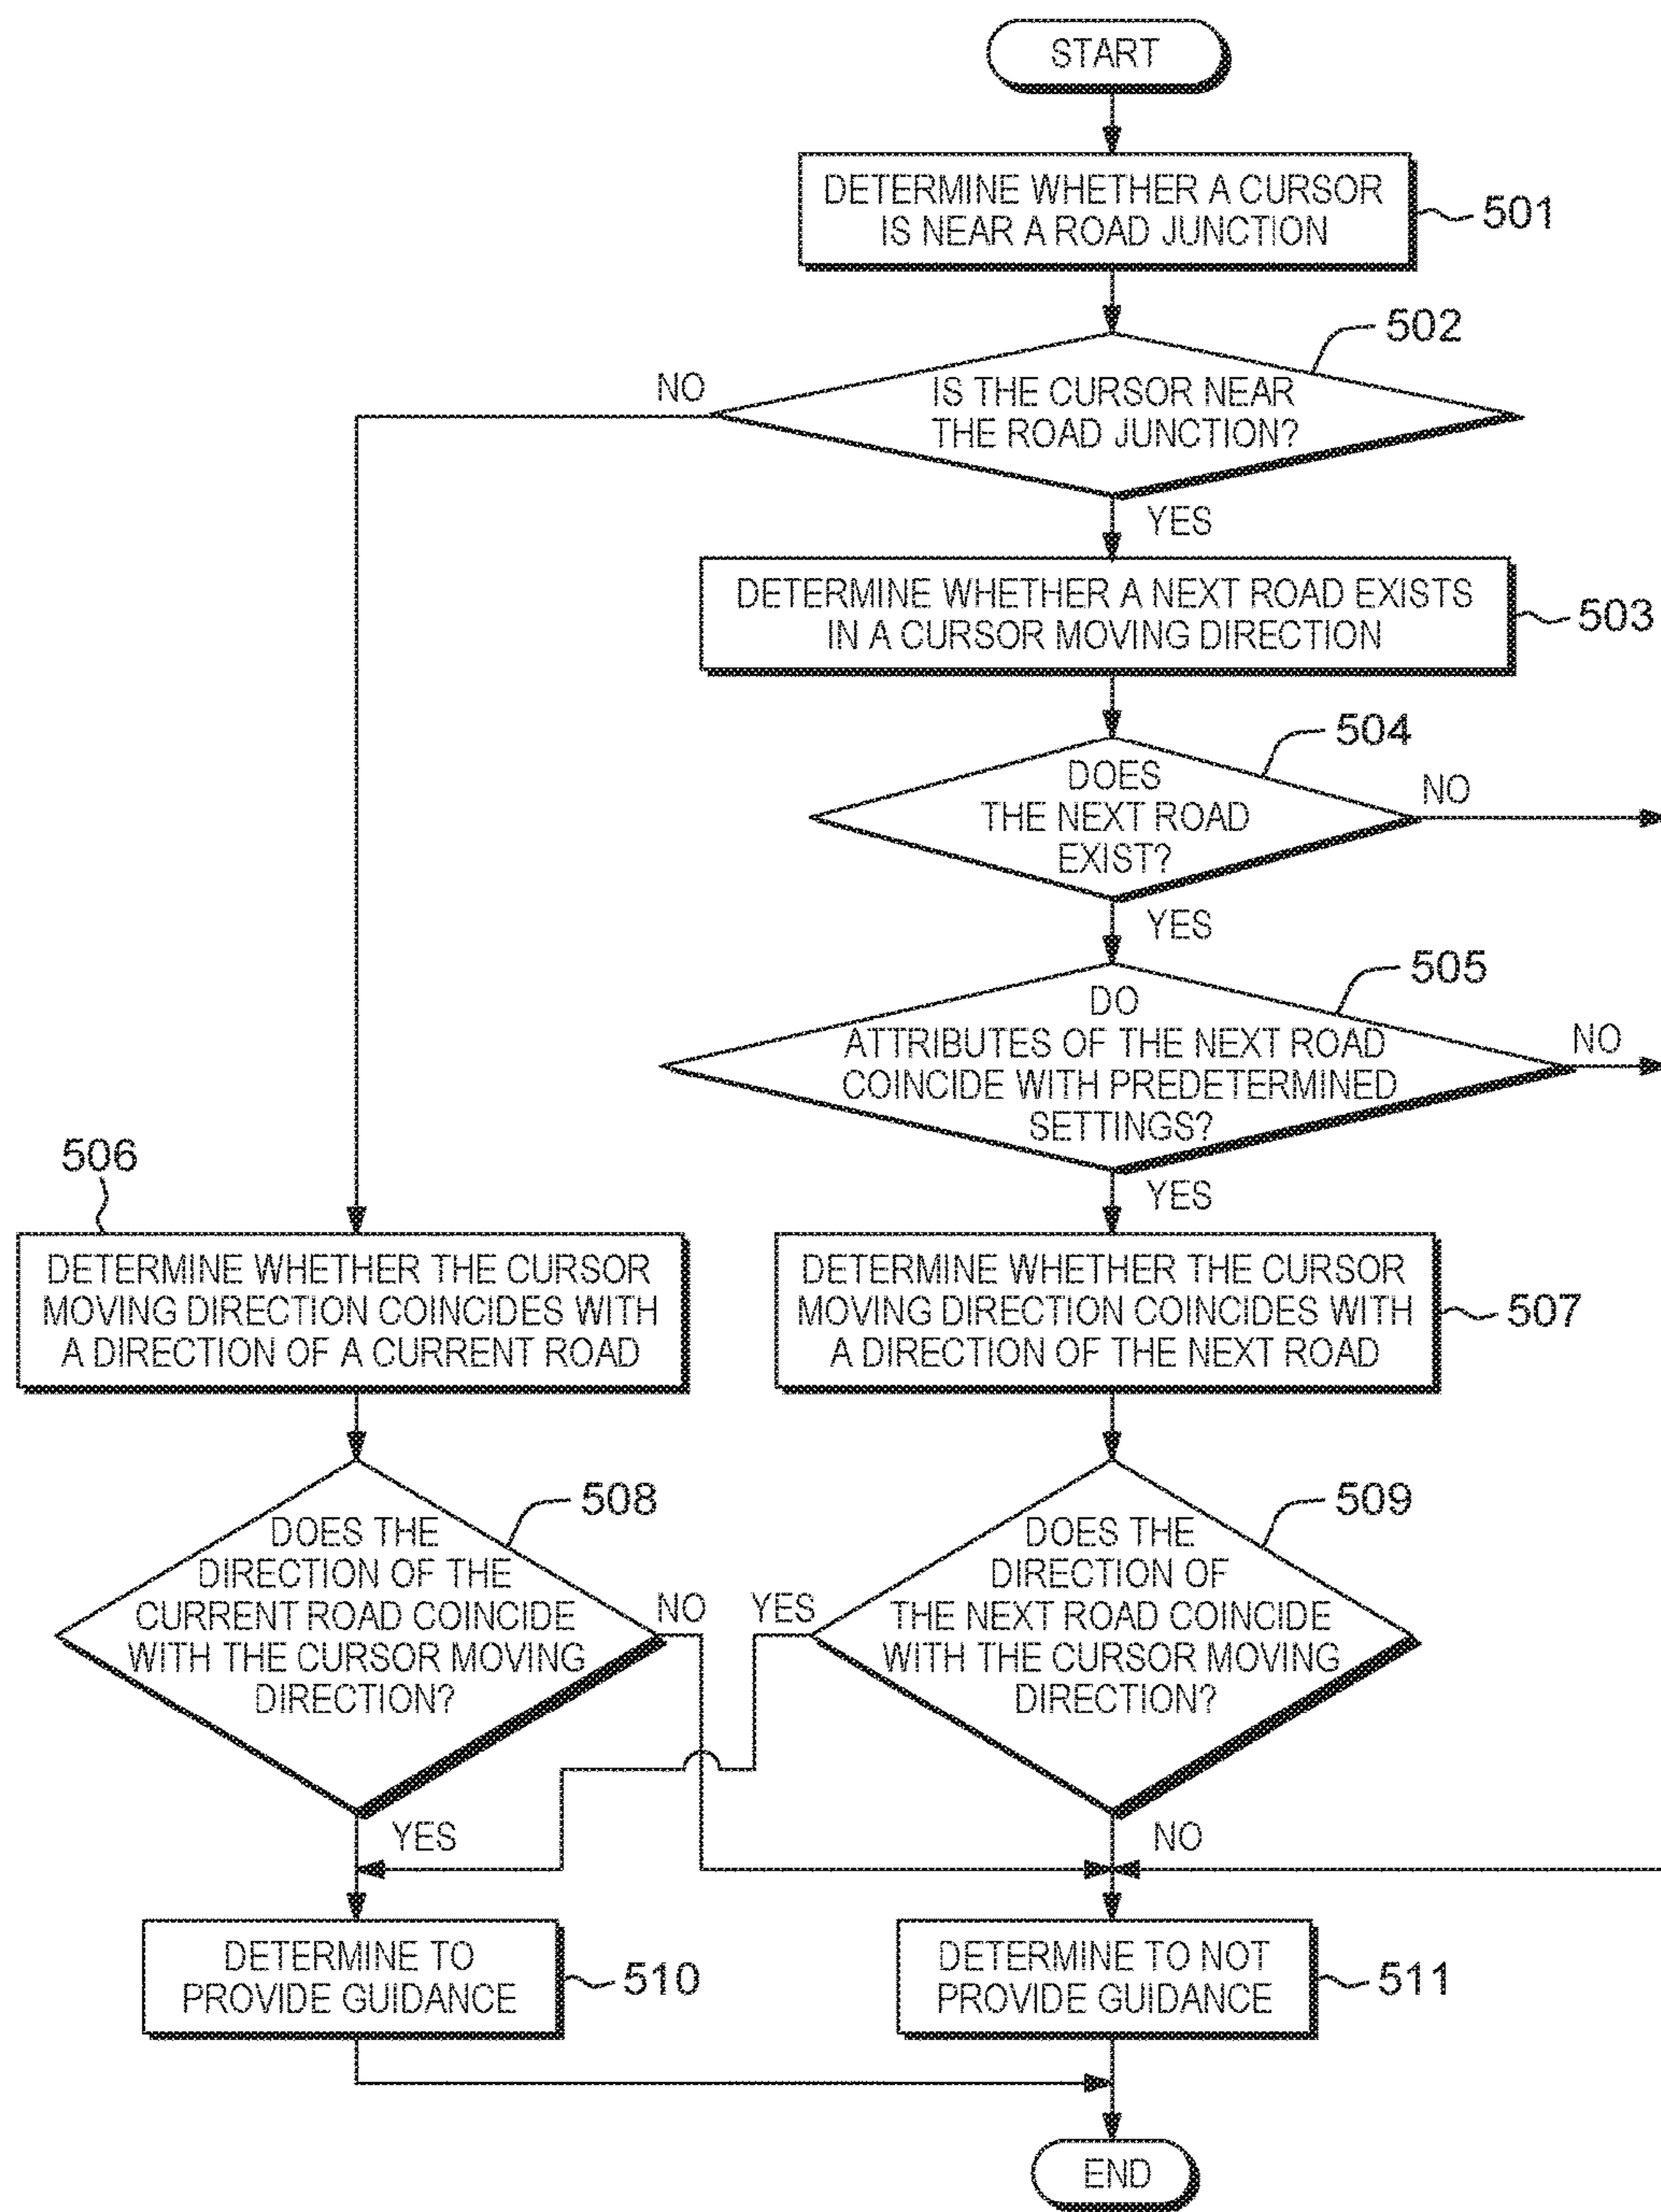 START
DETERMINE WHETHER A CURSOR
IS NEAR A ROAD JUNCTION
501
502
IS THE CURSOR NEAR
THE ROAD JUNCTION?
NO
YES
DETERMINE WHETHER A NEXT ROAD EXISTS
IN A CURSOR MOVING DIRECTION
503
504
DOES
THE NEXT ROAD
EXIST?
NO
YES
505
DO
ATTRIBUTES OF THE NEXT ROAD
COINCIDE WITH PREDETERMINED
SETTINGS?
NO
YES
506
DETERMINE WHETHER THE CURSOR
MOVING DIRECTION COINCIDES WITH
A DIRECTION OF A CURRENT ROAD
DETERMINE WHETHER THE CURSOR
MOVING DIRECTION COINCIDES WITH
A DIRECTION OF THE NEXT ROAD
507
508
DOES THE
DIRECTION OF THE
CURRENT ROAD COINCIDE
WITH THE CURSOR MOVING
DIRECTION?
NO
YES
509
DOES THE
DIRECTION OF
THE NEXT ROAD COINCIDE
WITH THE CURSOR MOVING
DIRECTION?
YES
NO
DETERMINE TO
PROVIDE GUIDANCE
510
DETERMINE TO NOT
PROVIDE GUIDANCE
511
END